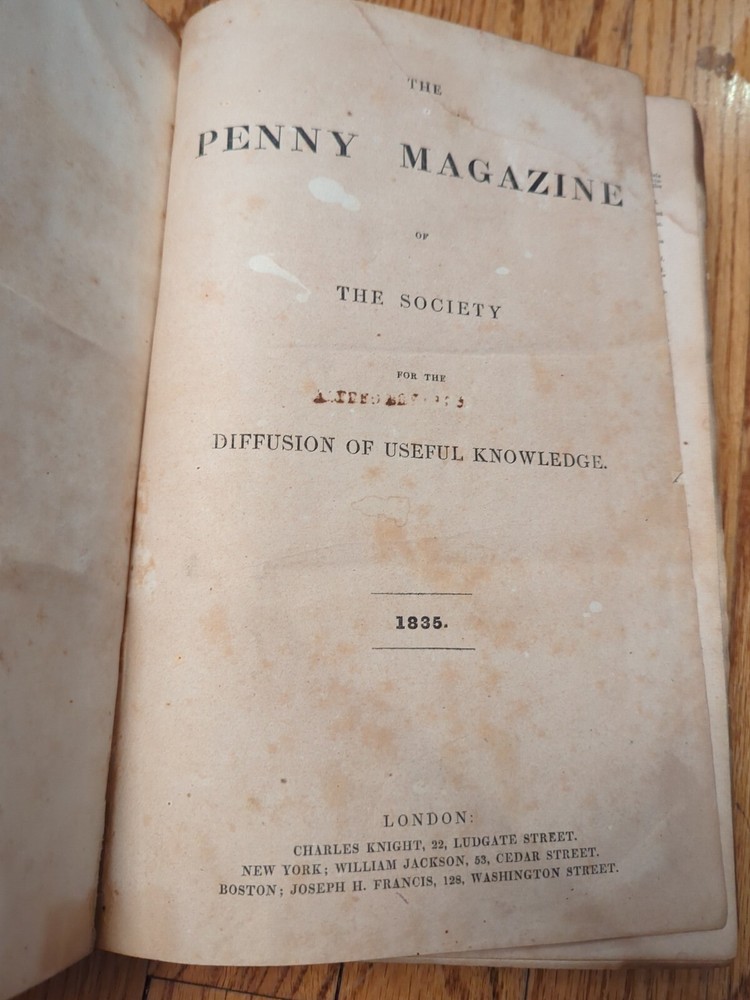 THE
PENNY MAGAZINE
OF
THE SOCIETY
FOR THE
DIFFUSION OF USEFUL KNOWLEDGE.
1835.
LONDON:
CHARLES KNIGHT, 22, LUDGATE STREET.
NEW YORK; WILLIAM JACKSON, 53, CEDAR STREET.
BOSTON; JOSEPH H. FRANCIS, 128, WASHINGTON STREET.